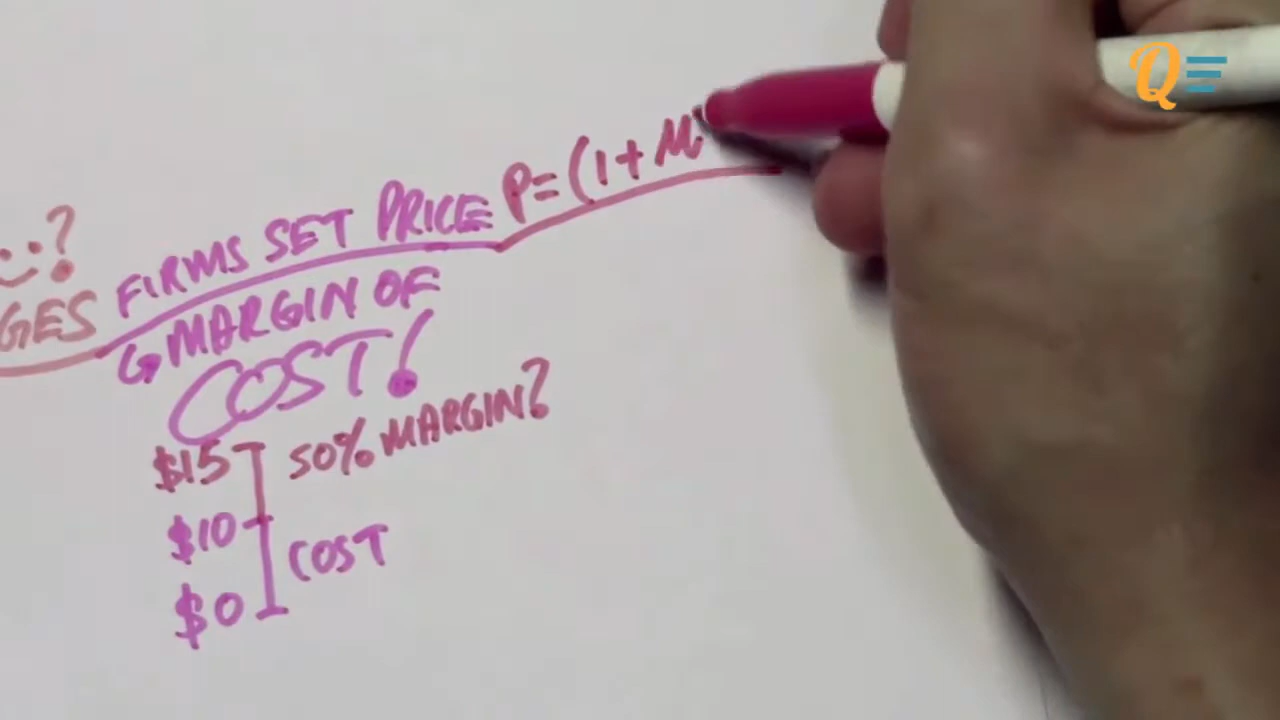 FIRMS SET PRICE P=(1+M
↳ MARGIN OF
COST!
:)?
GES
$15
50% MARGIN?
$10
COST
$0
Q